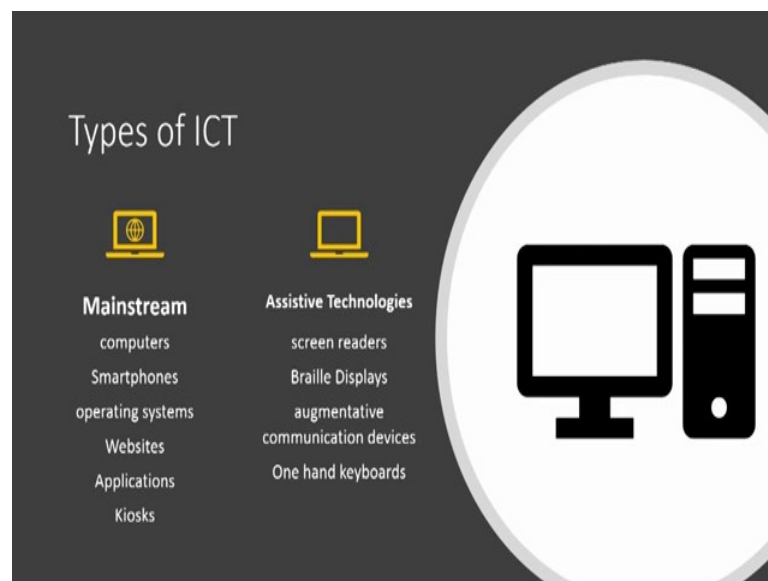 Types of ICT
Mainstream
computers
Smartphones
operating systems
Websites
Applications
Kiosks
Assistive Technologies
screen readers
Braille Displays
augmentative
communication devices
One hand keyboards